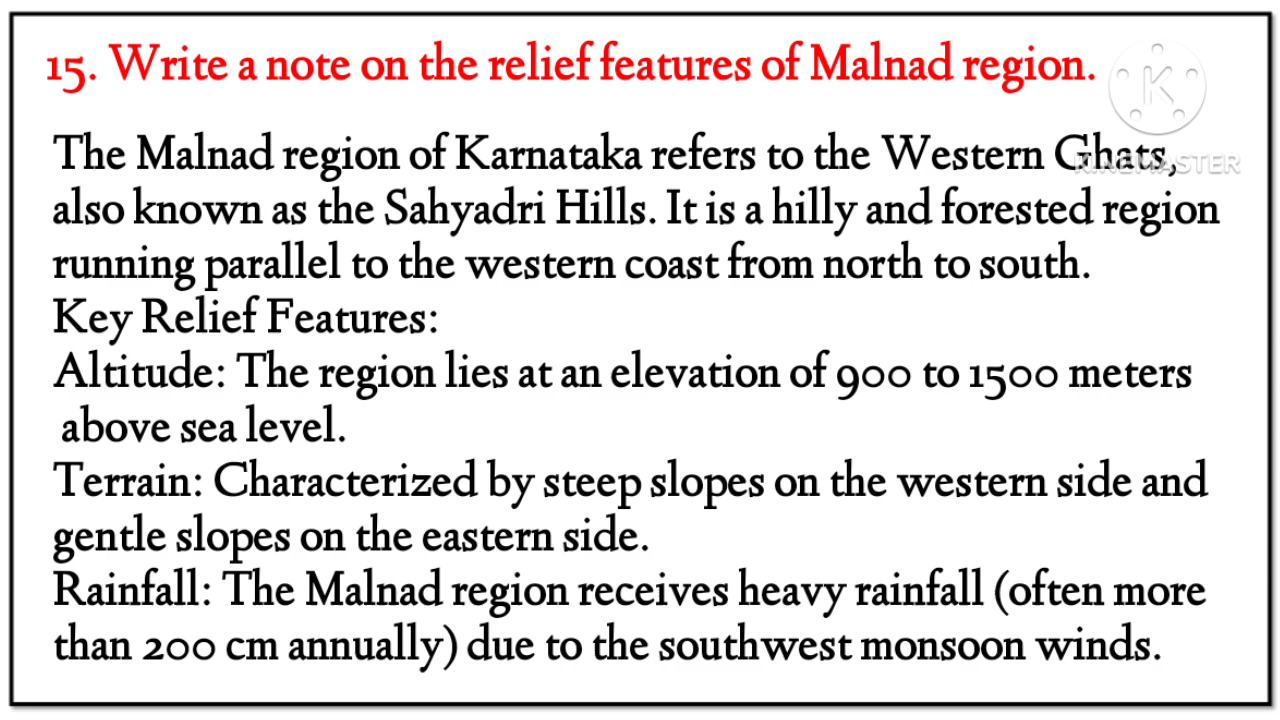 15. Write a note on the relief features of Malnad region.
K
The Malnad region of Karnataka refers to the Western Ghats,
KINEMASTER
also known as the Sahyadri Hills. It is a hilly and forested region
running parallel to the western coast from north to south.
Key Relief Features:
Altitude: The region lies at an elevation of 900 to 1500 meters
above sea level.
Terrain: Characterized by steep slopes on the western side and
gentle slopes on the eastern side.
Rainfall: The Malnad region receives heavy rainfall (often more
than 200 cm annually) due to the southwest monsoon winds.